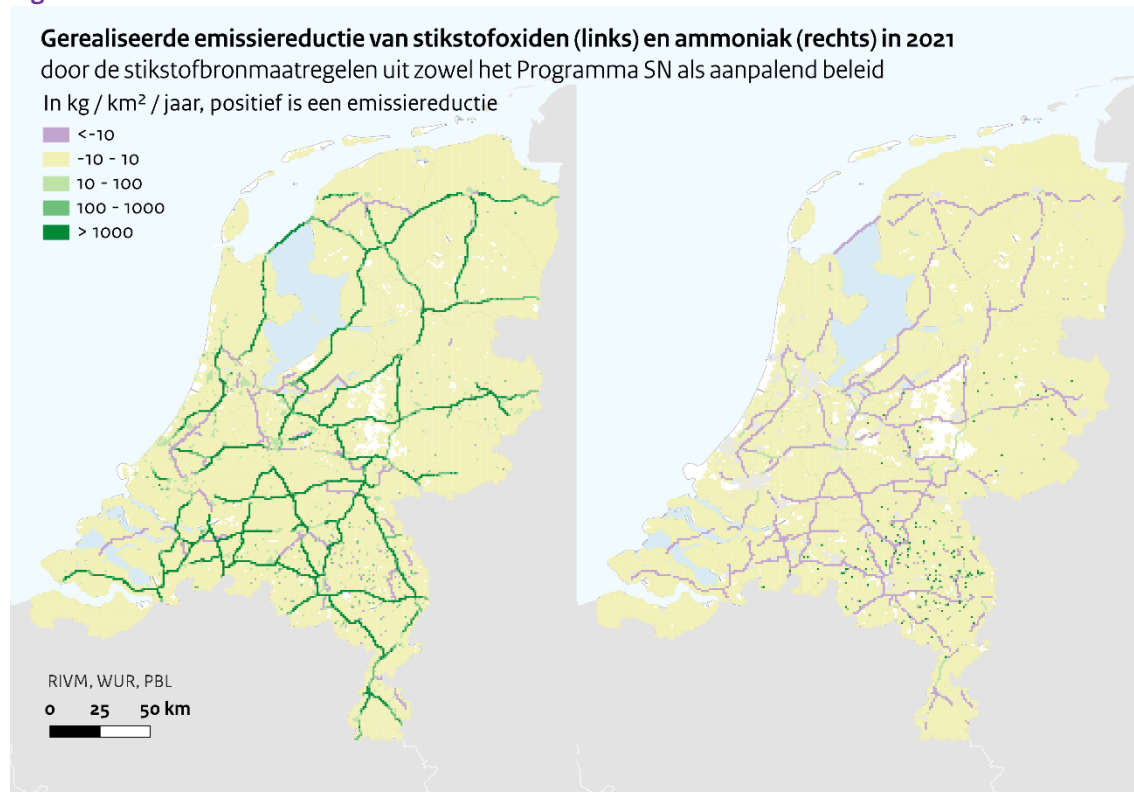 Gerealiseerde emissiereductie van stikstofoxiden (links) en ammoniak (rechts) in 2021
door de stikstofbronmaatregelen uit zowel het Programma SN als aanpalend beleid
In kg / km² / jaar, positief is een emissiereductie
<-10
-10 - 10
10 - 100
100 - 1000
> 1000
RIVM, WUR, PBL
0 25 50 km